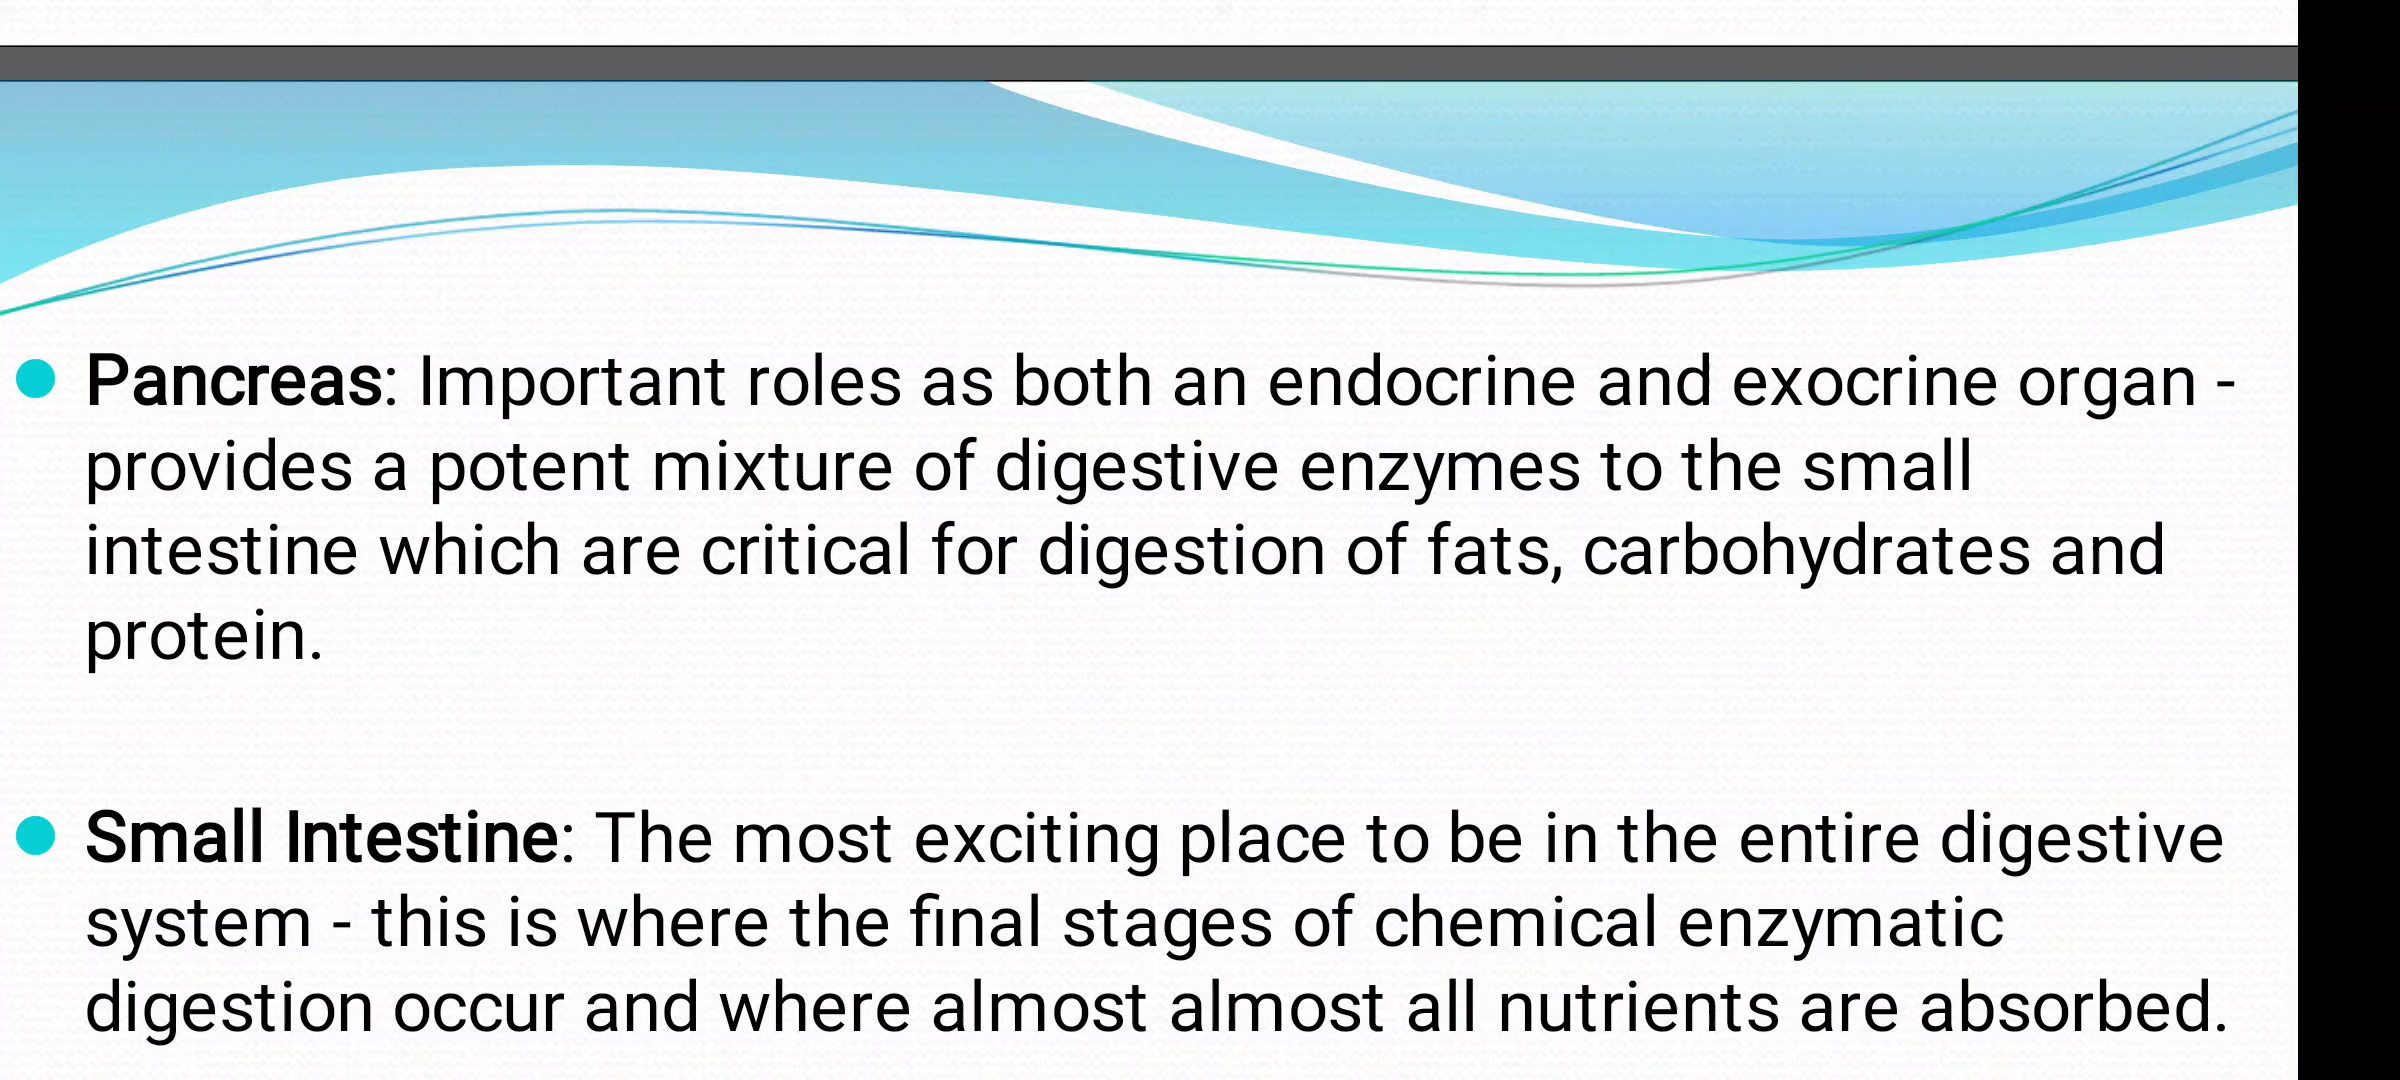 Pancreas: Important roles as both an endocrine and exocrine organ -
provides a potent mixture of digestive enzymes to the small
intestine which are critical for digestion of fats, carbohydrates and
protein.
Small Intestine: The most exciting place to be in the entire digestive
system - this is where the final stages of chemical enzymatic
digestion occur and where almost almost all nutrients are absorbed.